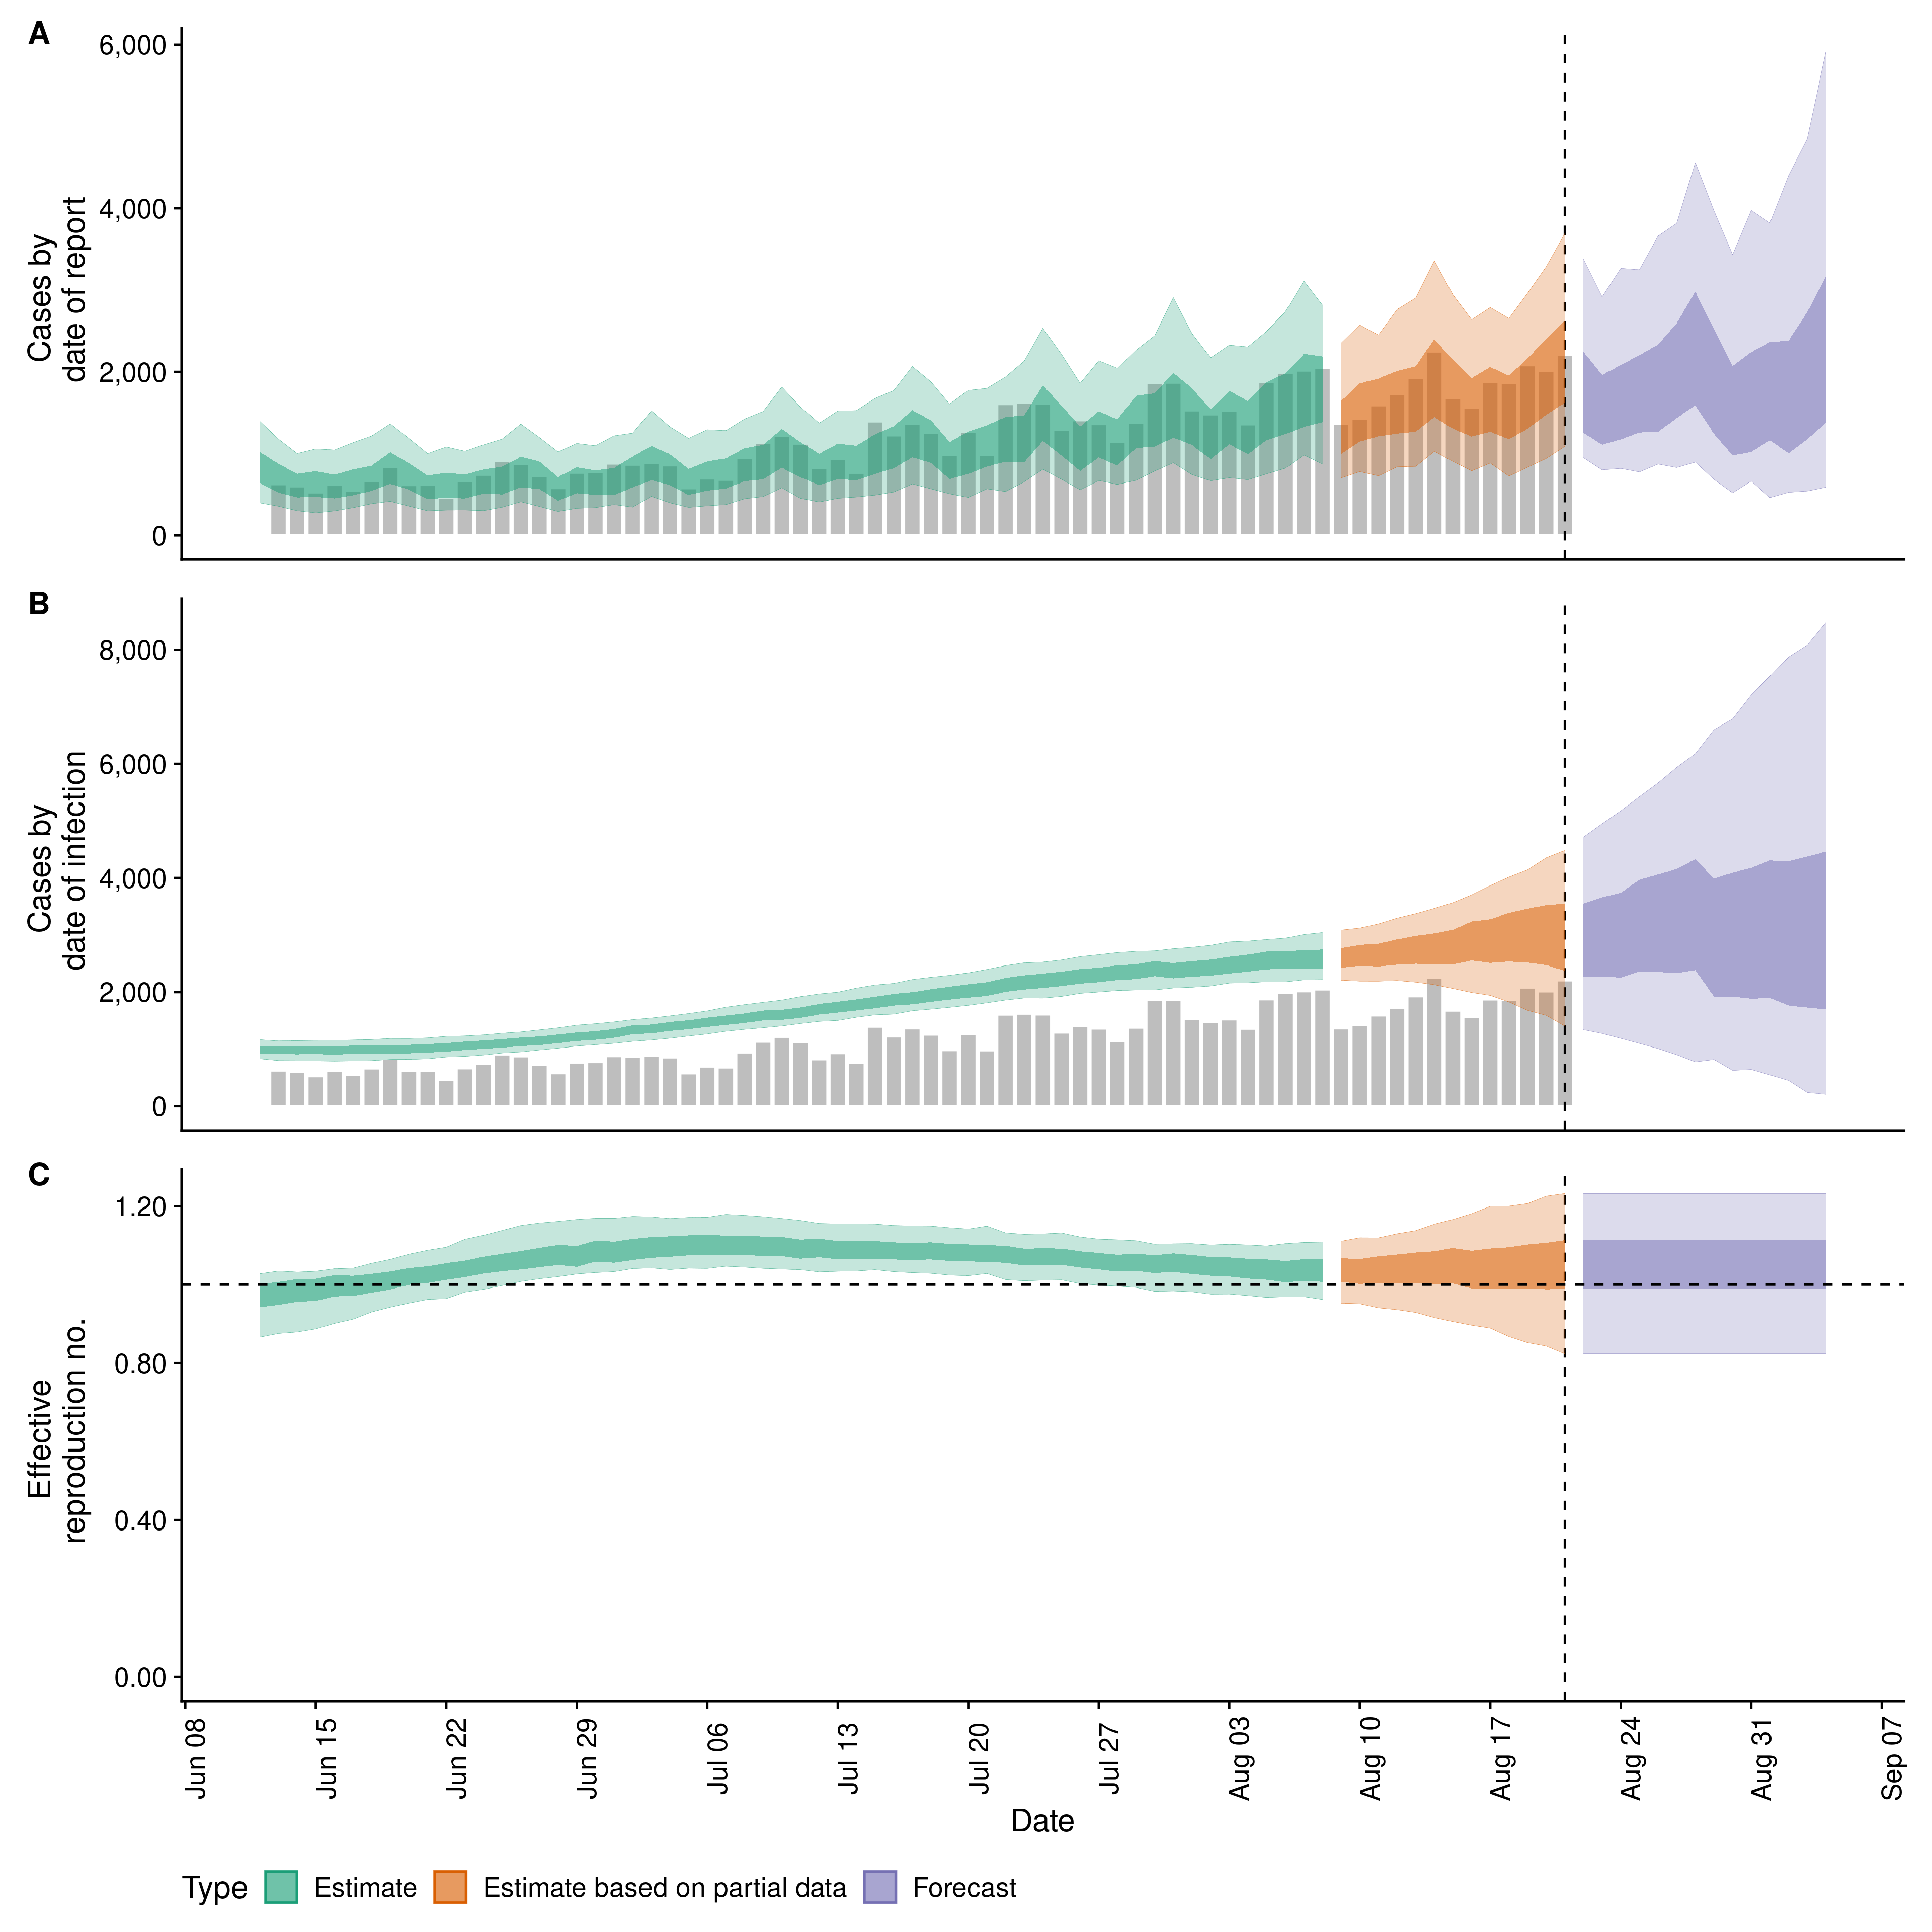 A
6,000
4,000
2,000
0
Cases by
date of report
B
8,000
6,000
4,000
2,000
0
Cases by
date of infection
C
1.20
0.80
0.40
0.00
Effective
reproduction no.
Jun 08
Jun 15
Jun 22
Jun 29
Jul 06
Jul 13
Jul 20
Jul 27
Aug 03
Aug 10
Aug 17
Aug 24
Aug 31
Sep 07
Date
Type Estimate Estimate based on partial data Forecast